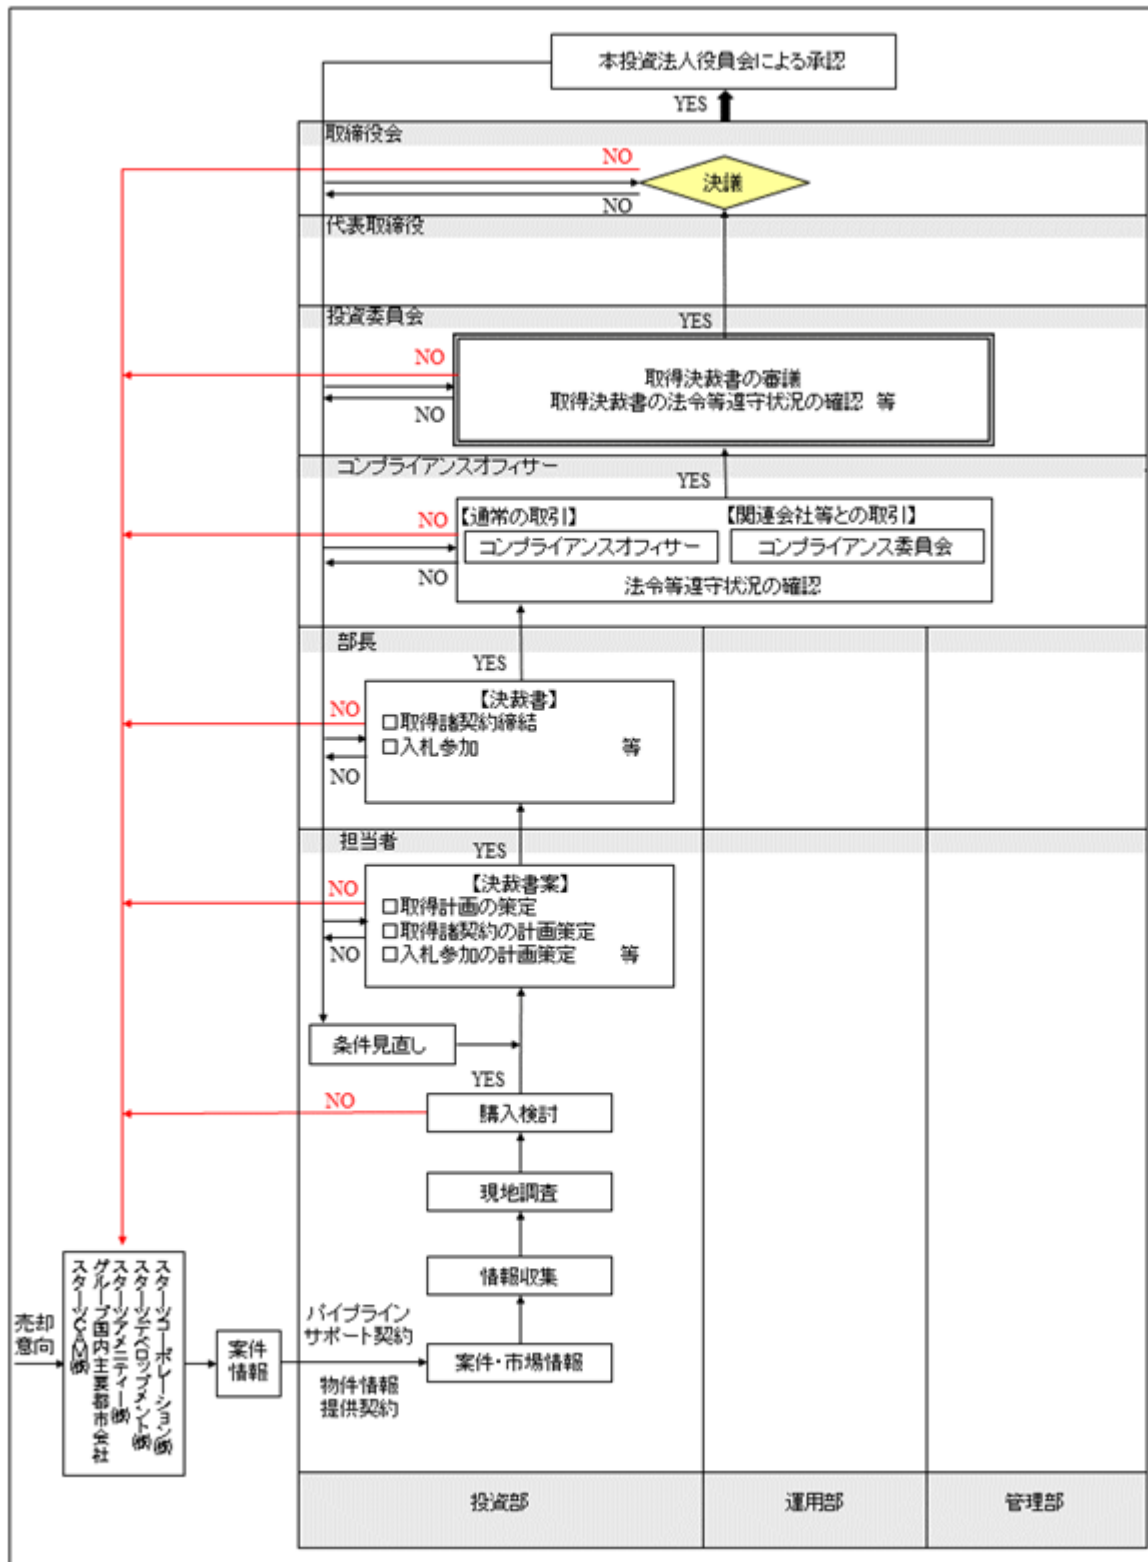 本投資法人役員会による承認
YES
取締役会
NO
決議
NO
代表取締役
投資委員会
YES
NO
取得決裁書の審議
取得決裁書の法令等遵守状況の確認 等
NO
コンプライアンスオフィサー
YES
NO
【通常の取引】
【関連会社等との取引】
コンプライアンスオフィサー
コンプライアンス委員会
NO
法令等遵守状況の確認
部長
YES
【決裁書】
NO
□取得諸契約締結
□入札参加 等
NO
担当者
YES
【決裁書案】
NO
□取得計画の策定
□取得諸契約の計画策定
□入札参加の計画策定 等
NO
条件見直し
YES
NO
購入検討
現地調査
情報収集
売却
意向
スターツコーポレーション㈱
スターツデベロップメント㈱
スターツアメニティー㈱
グループ国内主要都市会社
スターツCAM㈱
案件
情報
パイプライン
サポート契約
物件情報
提供契約
案件・市場情報
投資部
運用部
管理部